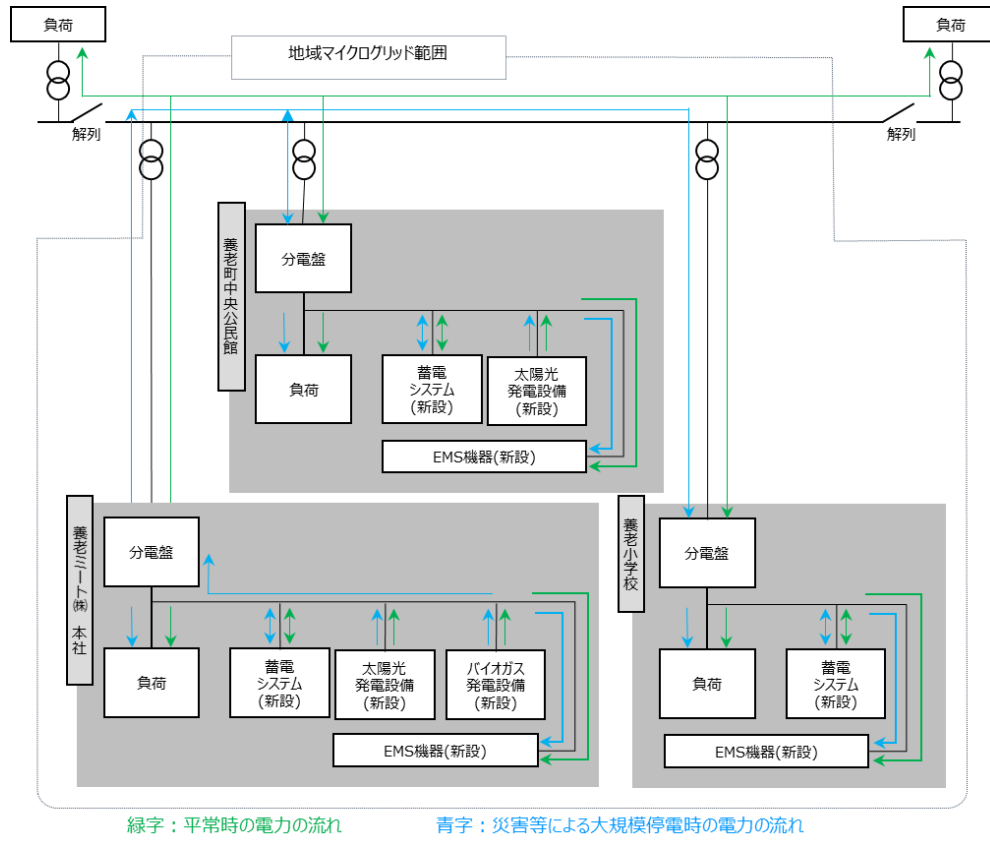 負荷
負荷
地域マイクログリッド範囲
解列
解列
養老町中央公民館
分電盤
負荷
蓄電
システム
(新設)
太陽光
発電設備
(新設)
EMS機器(新設)
養老ミート㈱ 本社
分電盤
負荷
蓄電
システム
(新設)
太陽光
発電設備
(新設)
バイオガス
発電設備
(新設)
EMS機器(新設)
養老小学校
分電盤
負荷
蓄電
システム
(新設)
EMS機器(新設)
緑字：平常時の電力の流れ
青字：災害等による大規模停電時の電力の流れ